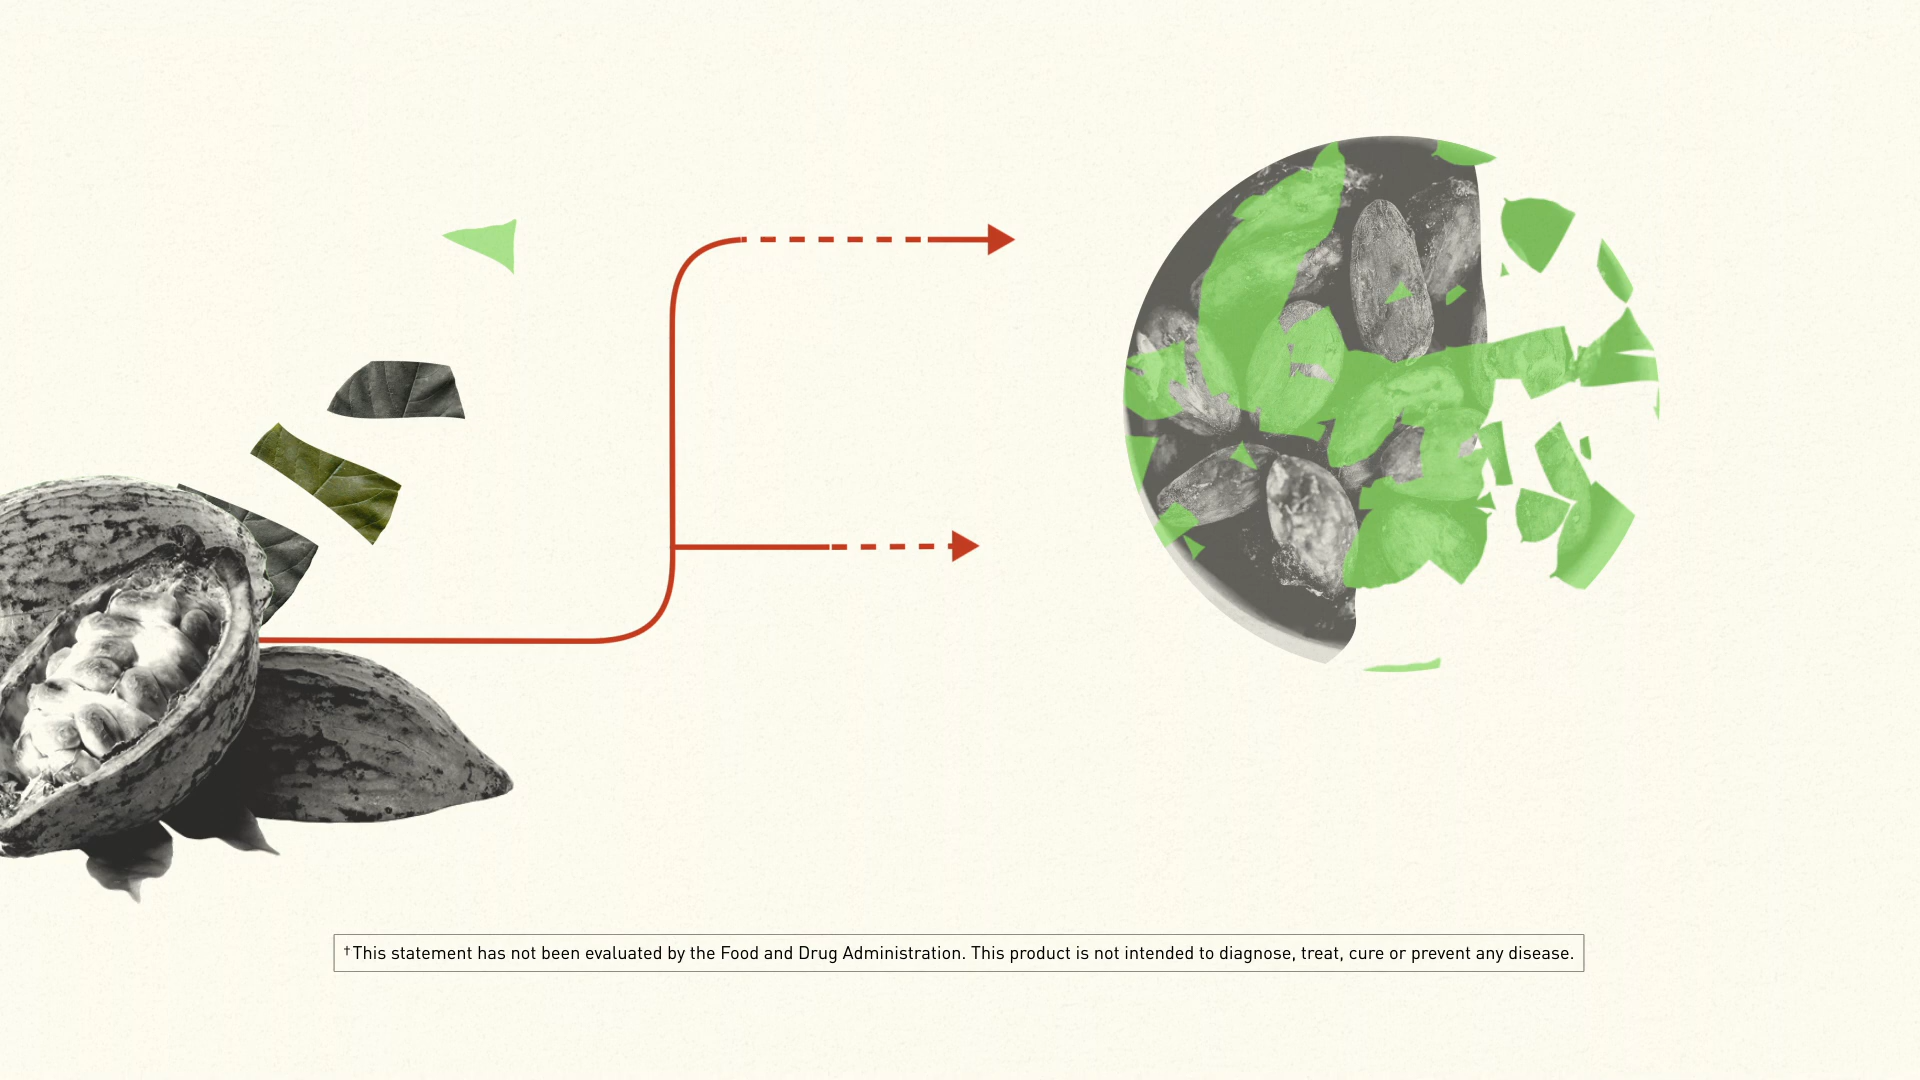 †This statement has not been evaluated by the Food and Drug Administration. This product is not intended to diagnose, treat, cure or prevent any disease.